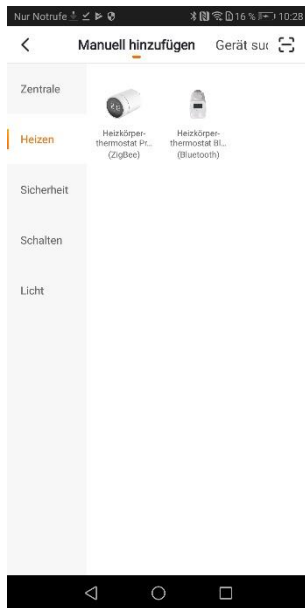 Nur Notrufe 16 % 10:28
Manuell hinzufügen Gerät suc
Zentrale
Heizen
Sicherheit
Schalten
Licht
Heizkörper-
thermostat Pr...
(ZigBee)
Heizkörper-
thermostat Bl...
(Bluetooth)